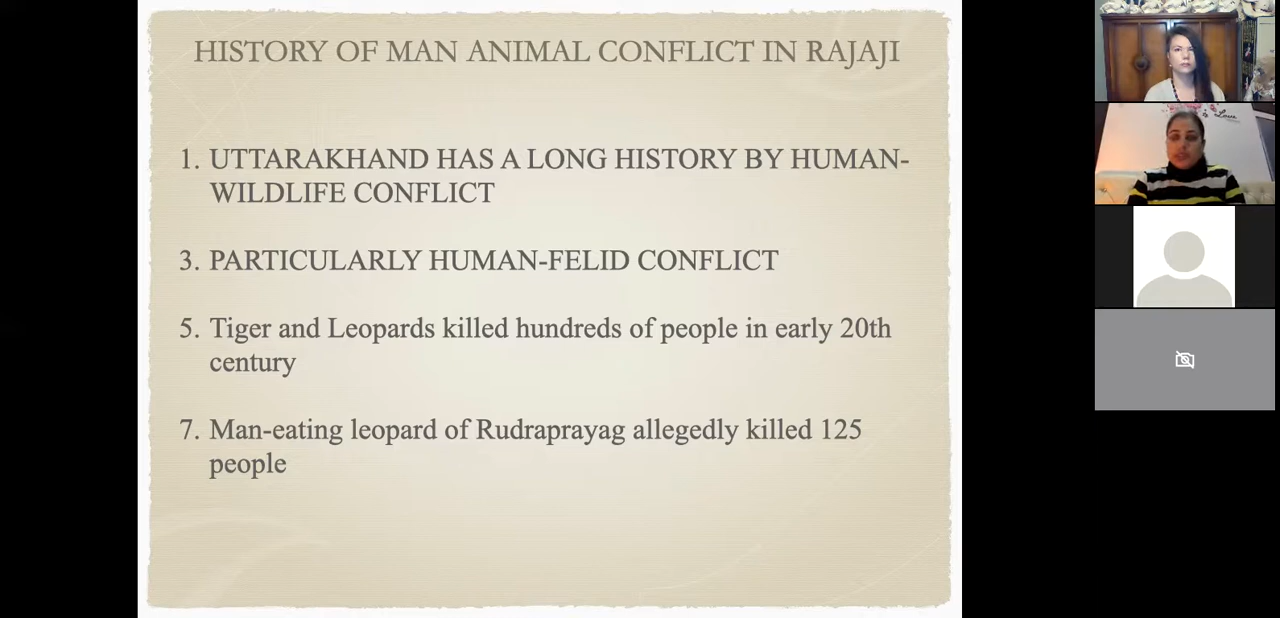 HISTORY OF MAN ANIMAL CONFLICT IN RAJAJI
1. UTTARAKHAND HAS A LONG HISTORY BY HUMAN-
WILDLIFE CONFLICT
3. PARTICULARLY HUMAN-FELID CONFLICT
5. Tiger and Leopards killed hundreds of people in early 20th
century
7. Man-eating leopard of Rudraprayag allegedly killed 125
people
Love